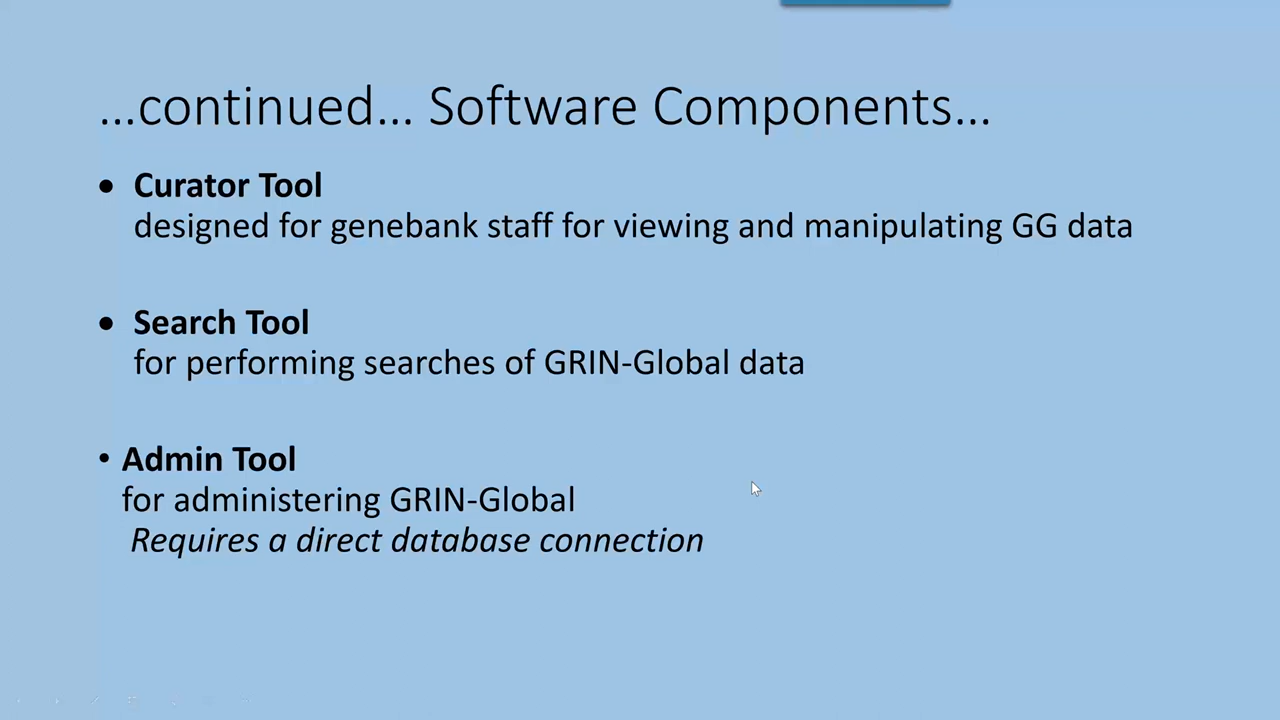 …continued… Software Components…
• Curator Tool
designed for genebank staff for viewing and manipulating GG data
• Search Tool
for performing searches of GRIN-Global data
• Admin Tool
for administering GRIN-Global
Requires a direct database connection